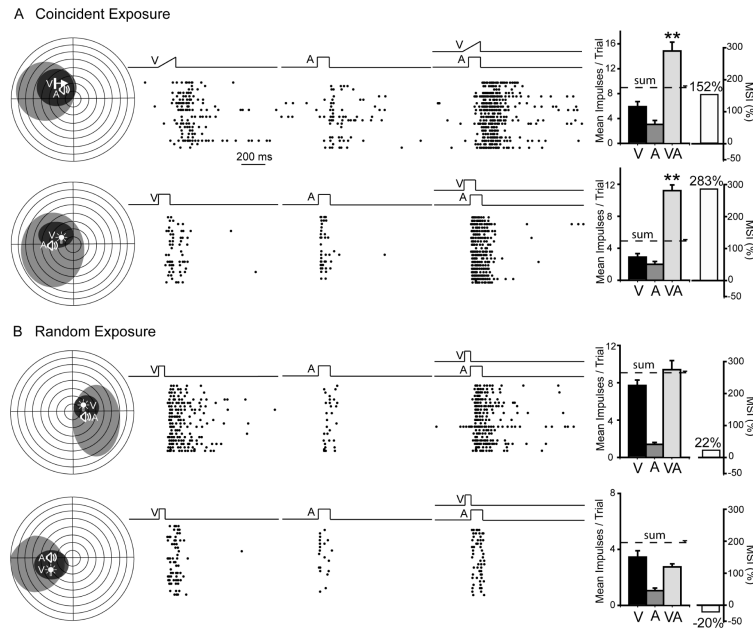 A Coincident Exposure
V
A
V
A
V
A
200 ms
Mean Impulses / Trial
16
12
8
4
0
sum
**
152%
V A VA
300
200
100
0
-50
MSI (%)
V
A
V
A
V
A
Mean Impulses / Trial
12
8
4
0
sum
**
283%
V A VA
300
200
100
0
-50
MSI (%)
B Random Exposure
V
A
V
A
V
A
Mean Impulses / Trial
12
8
4
0
sum
22%
V A VA
300
200
100
0
-50
MSI (%)
A
V
V
A
V
A
Mean Impulses / Trial
8
4
0
sum
-20%
V A VA
300
200
100
0
-50
MSI (%)